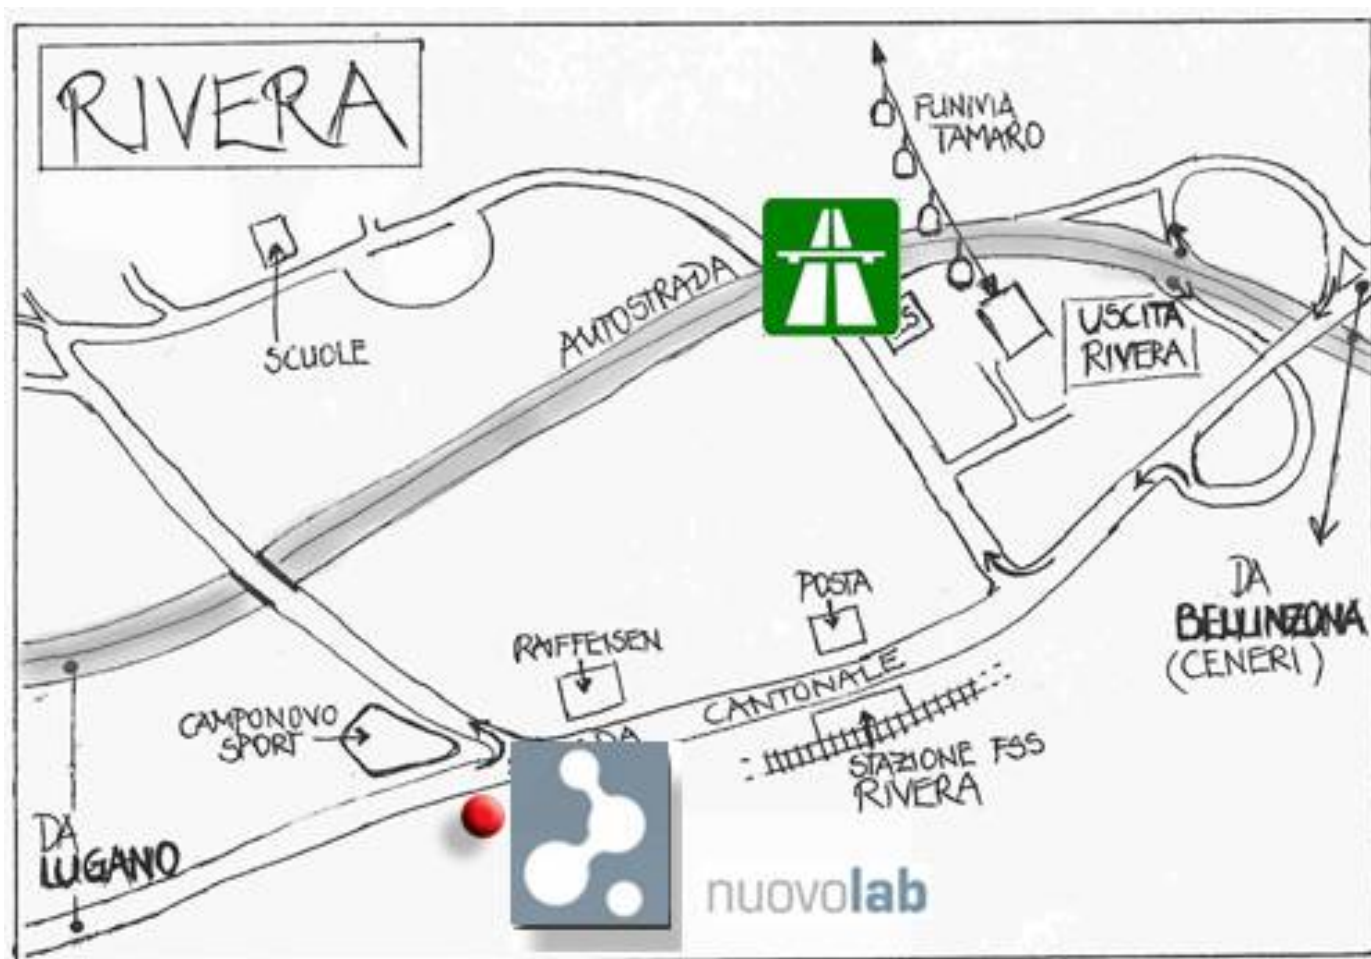 RIVERA
FUNIVIA
TAMARO
AUTOSTRADA
SCUOLE
S
USCITA
RIVERA
DA
BELLINZONA
(CENERI)
POSTA
RAIFFEISEN
CANTONALE
CAMPONOVO
SPORT
STAZIONE FSS
RIVERA
DA
LUGANO
nuovolab